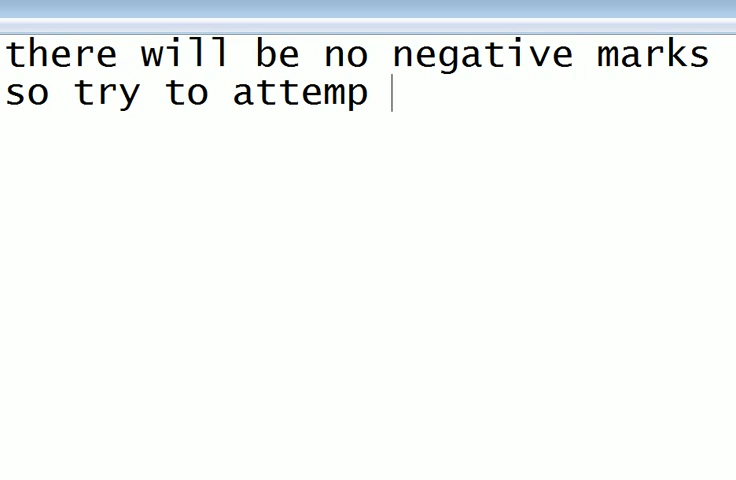 there will be no negative marks
so try to attemp